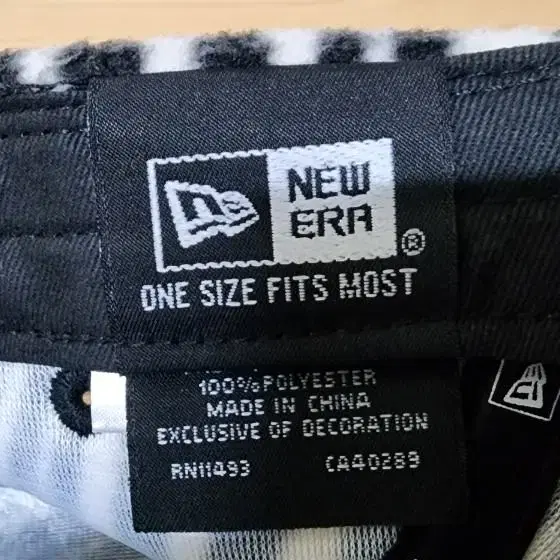 NEW
ERA
®
ONE SIZE FITS MOST
100% POLYESTER
MADE IN CHINA
EXCLUSIVE OF DECORATION
RN11493 CA40289